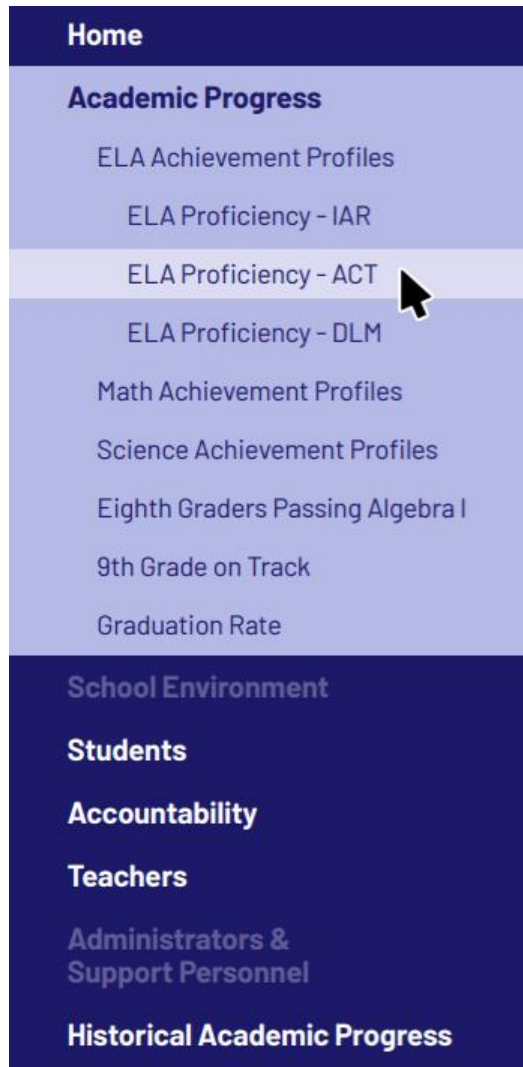 Home
Academic Progress
ELA Achievement Profiles
ELA Proficiency - IAR
ELA Proficiency - ACT
ELA Proficiency - DLM
Math Achievement Profiles
Science Achievement Profiles
Eighth Graders Passing Algebra I
9th Grade on Track
Graduation Rate
School Environment
Students
Accountability
Teachers
Administrators &
Support Personnel
Historical Academic Progress